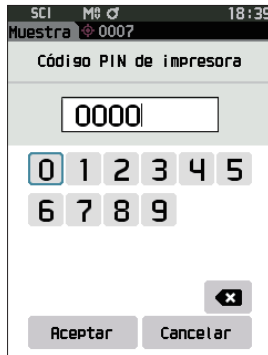 SCI M♂ 18:39
Muestra 0007
Código PIN de impresora
0000
0 1 2 3 4 5
6 7 8 9
Aceptar Cancelar